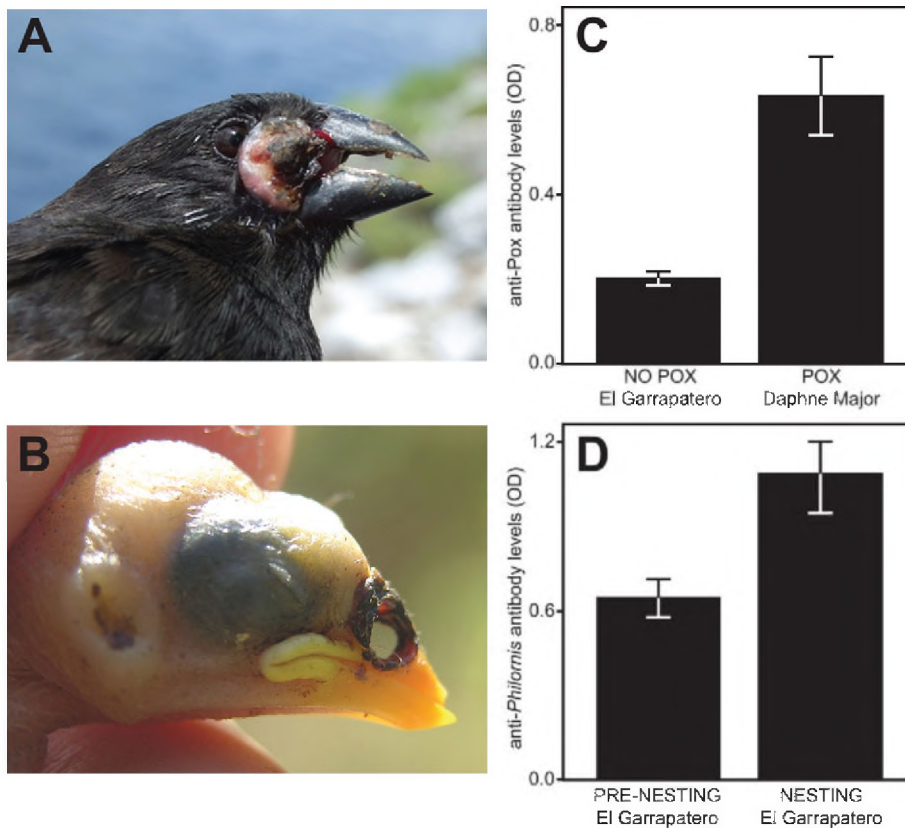 A
B
C
anti-Pox antibody levels (OD)
0.8
0.4
0.0
NO POX
El Garrapatero
POX
Daphne Major
D
anti-Philornis antibody levels (OD)
1.2
0.6
0.0
PRE-NESTING
El Garrapatero
NESTING
El Garrapatero